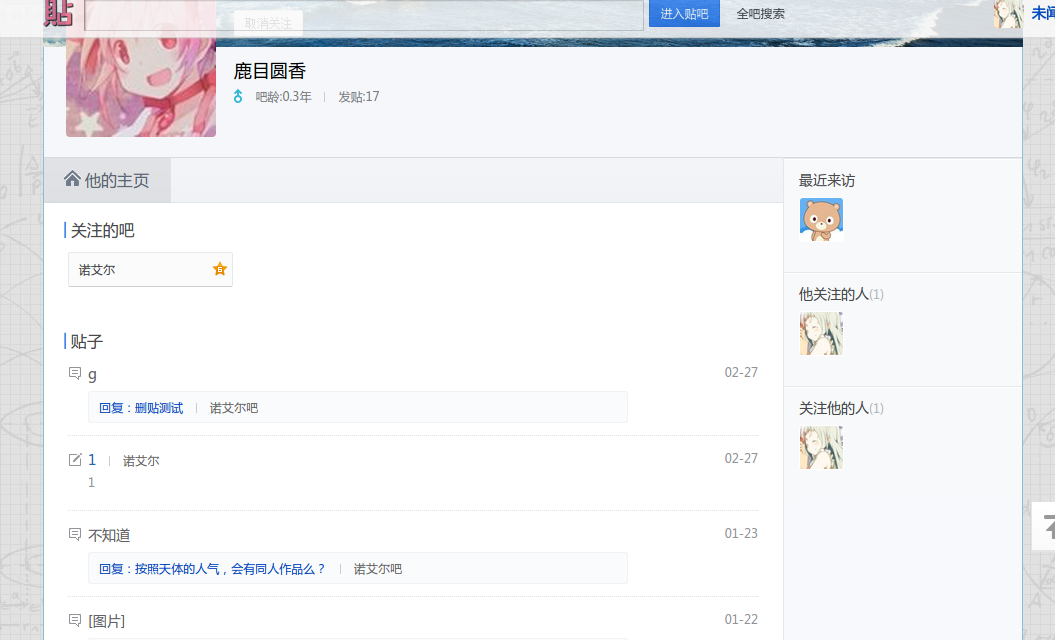 貼
取消关注
进入贴吧 全吧搜索
鹿目圆香
吧龄:0.3年 发贴:17
他的主页
关注的吧
诺艾尔 6
贴子
g 02-27
回复：删贴测试 诺艾尔吧
1 诺艾尔 02-27
1
不知道 01-23
回复：按照天体的人气，会有同人作品么？ 诺艾尔吧
[图片] 01-22
最近来访
他关注的人(1)
关注他的人(1)